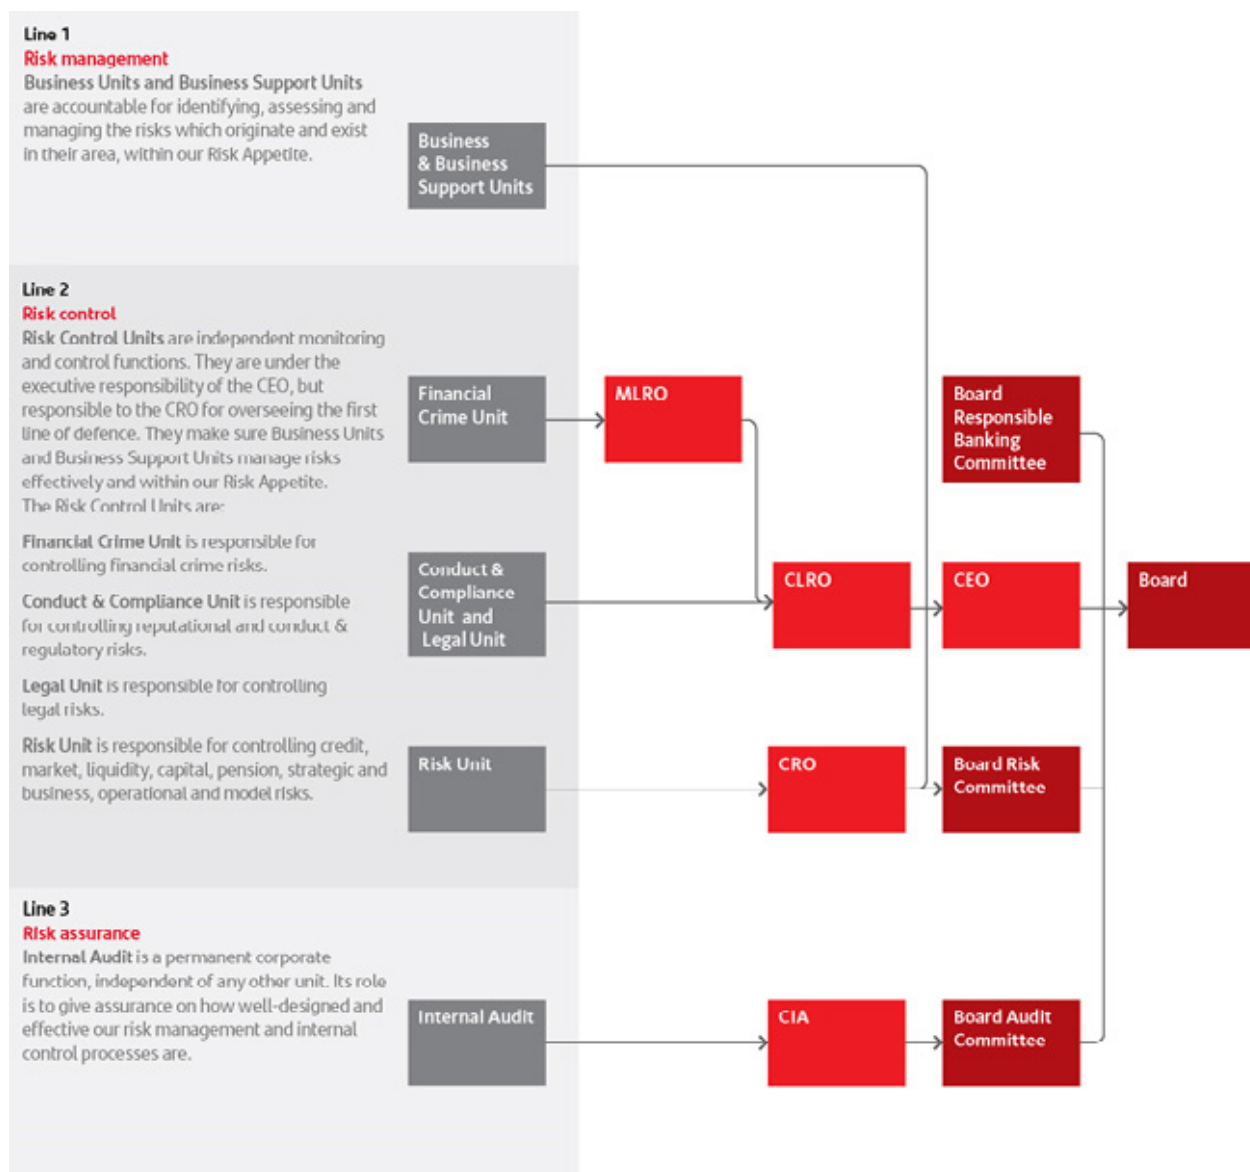 Line 1
Risk management
Business Units and Business Support Units
are accountable for identifying, assessing and
managing the risks which originate and exist
in their area, within our Risk Appetite.
Business
& Business
Support Units
Line 2
Risk control
Risk Control Units are independent monitoring
and control functions. They are under the
executive responsibility of the CEO, but
responsible to the CRO for overseeing the first
line of defence. They make sure Business Units
and Business Support Units manage risks
effectively and within our Risk Appetite.
The Risk Control Units are:
Financial Crime Unit is responsible for
controlling financial crime risks.
Conduct & Compliance Unit is responsible
for controlling reputational and conduct &
regulatory risks.
Legal Unit is responsible for controlling
legal risks.
Risk Unit is responsible for controlling credit,
market, liquidity, capital, pension, strategic and
business, operational and model risks.
Financial
Crime Unit
MLRO
Board
Responsible
Banking
Committee
Conduct &
Compliance
Unit and
Legal Unit
CLRO
CEO
Board
Risk Unit
CRO
Board Risk
Committee
Line 3
Risk assurance
Internal Audit is a permanent corporate
function, independent of any other unit. Its role
is to give assurance on how well-designed and
effective our risk management and internal
control processes are.
Internal Audit
CIA
Board Audit
Committee